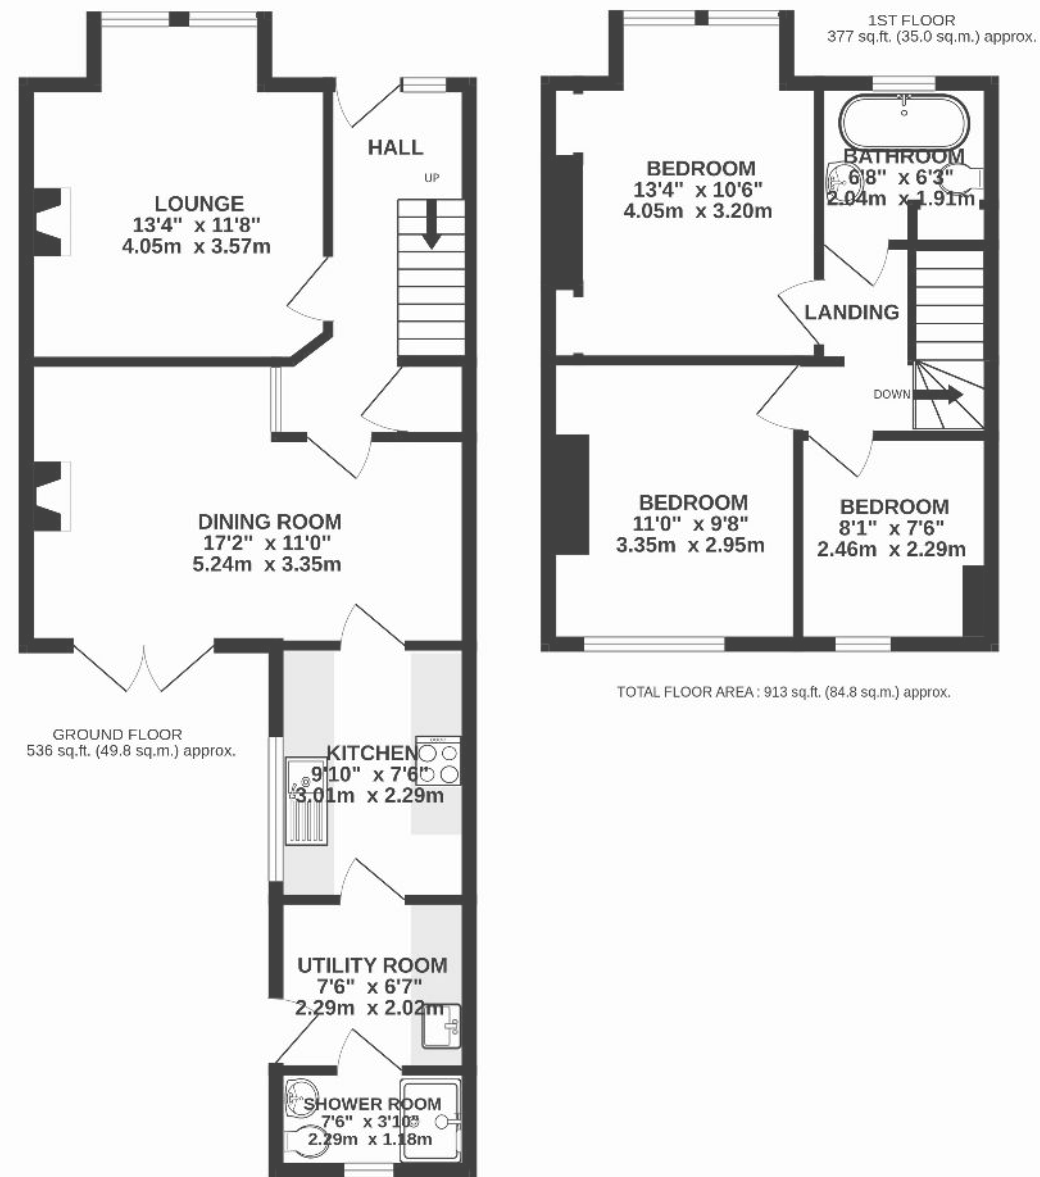 HALL
UP
LOUNGE
13'4" x 11'8"
4.05m x 3.57m
DINING ROOM
17'2" x 11'0"
5.24m x 3.35m
GROUND FLOOR
536 sq.ft. (49.8 sq.m.) approx.
KITCHEN
9'10" x 7'6"
3.01m x 2.29m
UTILITY ROOM
7'6" x 6'7"
2.29m x 2.02m
SHOWER ROOM
7'6" x 3'10"
2.29m x 1.18m
1ST FLOOR
377 sq.ft. (35.0 sq.m.) approx.
BEDROOM
13'4" x 10'6"
4.05m x 3.20m
BATHROOM
6'8" x 6'3"
2.04m x 1.91m
LANDING
DOWN
BEDROOM
11'0" x 9'8"
3.35m x 2.95m
BEDROOM
8'1" x 7'6"
2.46m x 2.29m
TOTAL FLOOR AREA : 913 sq.ft. (84.8 sq.m.) approx.